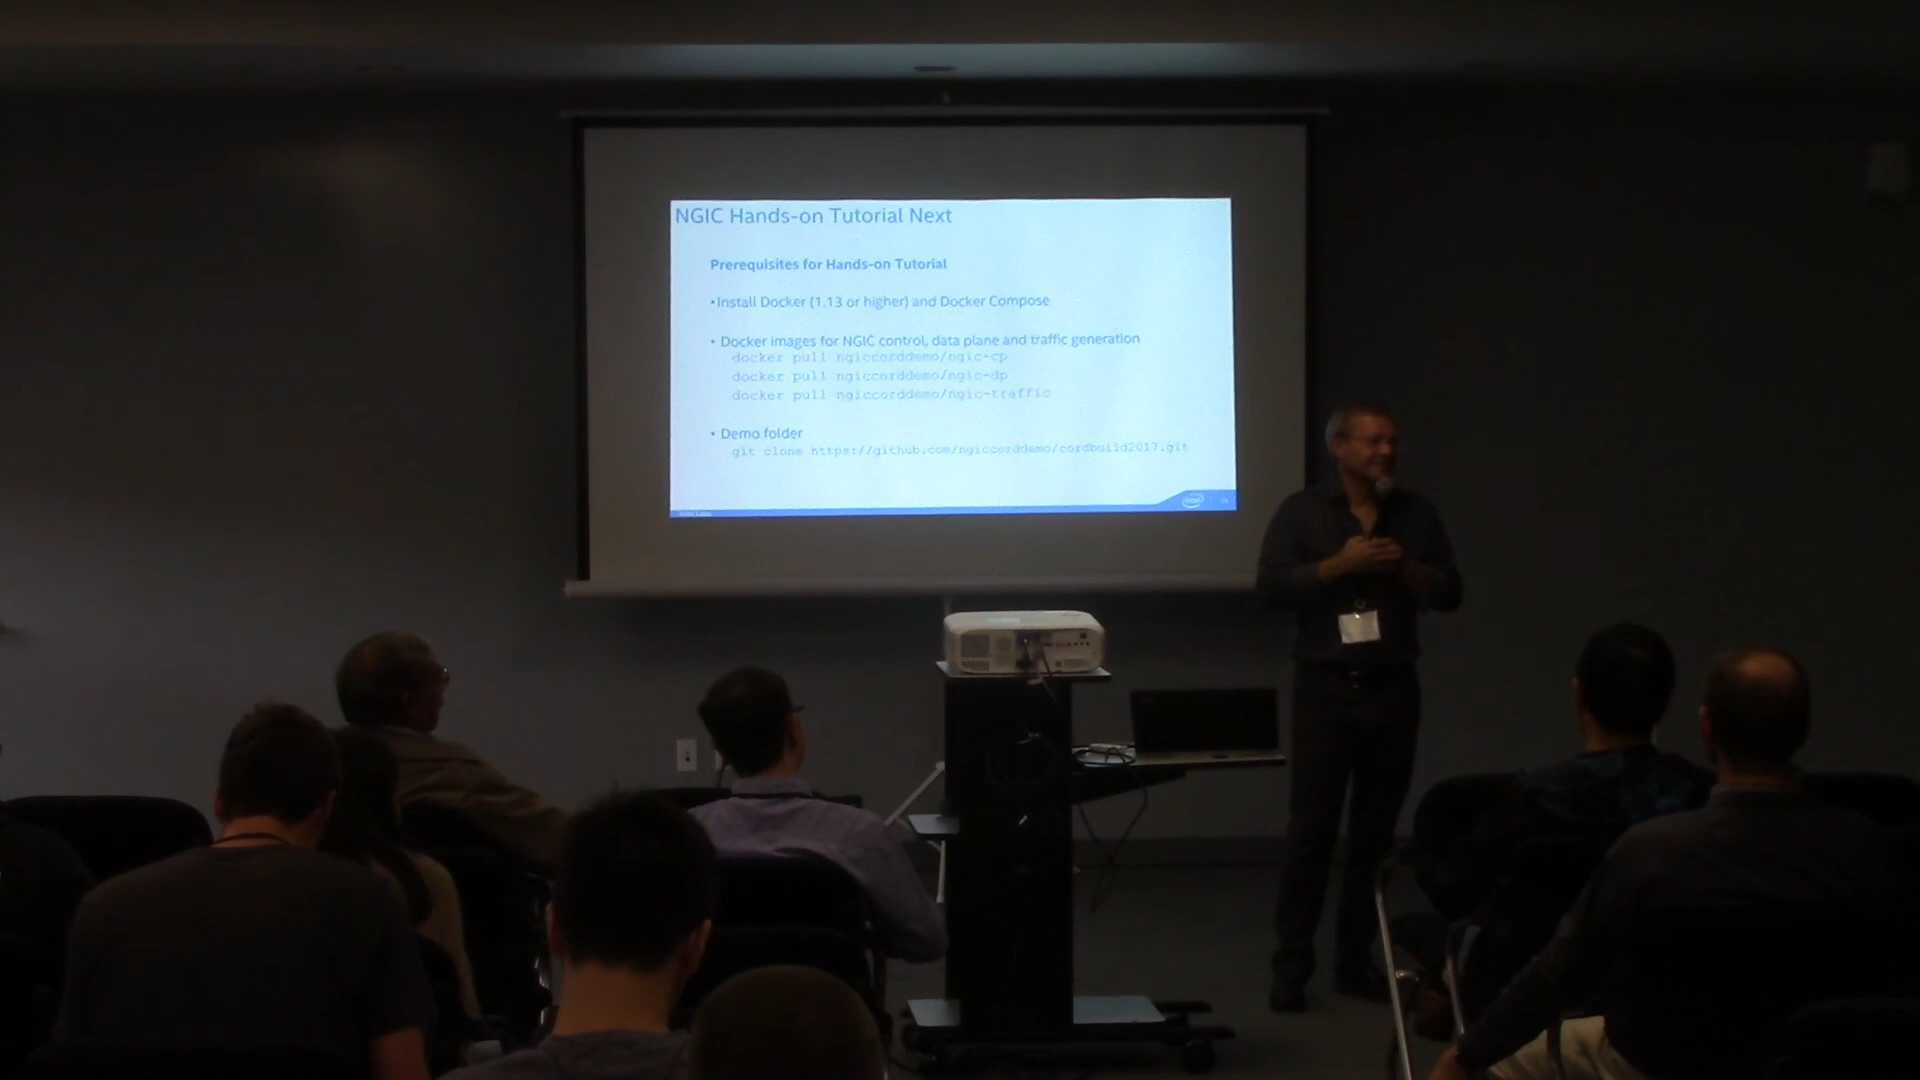 NGIC Hands-on Tutorial Next
Prerequisites for Hands-on Tutorial
•Install Docker (1.13 or higher) and Docker Compose
• Docker images for NGIC control, data plane and traffic generation
docker pull ngiccorddemo/ngic-cp
docker pull ngiccorddemo/ngic-dp
docker pull ngiccorddemo/ngic-traffic
• Demo folder
git clone https://github.com/ngiccorddemo/cordbuild2017.git
intel